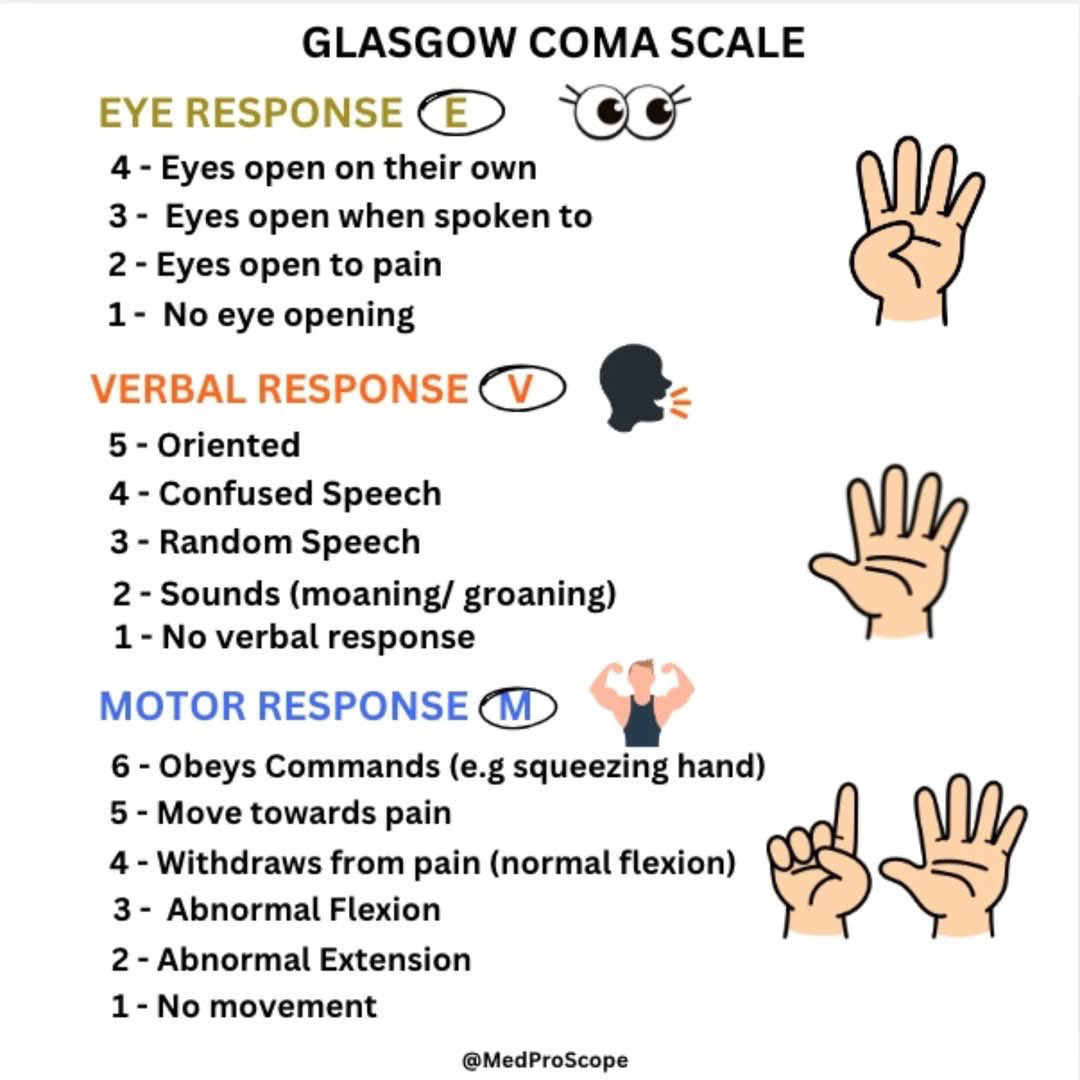 GLASGOW COMA SCALE
EYE RESPONSE E
4 - Eyes open on their own
3 - Eyes open when spoken to
2 - Eyes open to pain
1 - No eye opening
VERBAL RESPONSE V
5 - Oriented
4 - Confused Speech
3 - Random Speech
2 - Sounds (moaning/ groaning)
1 - No verbal response
MOTOR RESPONSE M
6 - Obeys Commands (e.g squeezing hand)
5 - Move towards pain
4 - Withdraws from pain (normal flexion)
3 - Abnormal Flexion
2 - Abnormal Extension
1 - No movement
@MedProScope